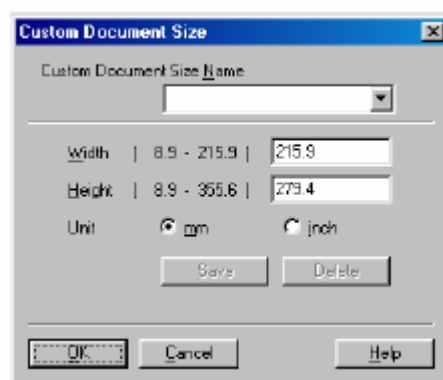 Custom Document Size
Custom Document Size Name
Width [ 8.9 - 215.9 ] 215.9
Height [ 8.9 - 355.6 ] 279.4
Unit mm inch
Save Delete
OK Cancel Help